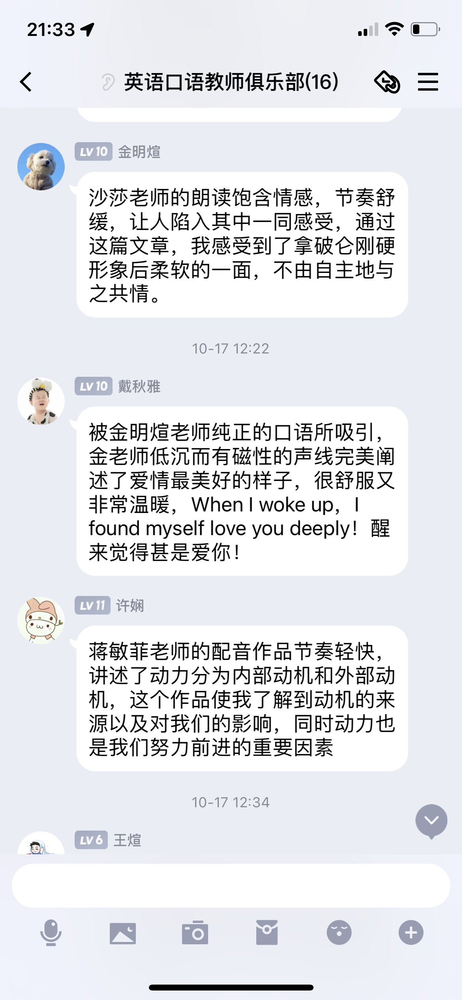 21:33
英语口语教师俱乐部(16)
LV 10 金明煊
沙莎老师的朗读饱含情感，节奏舒
缓，让人陷入其中一同感受，通过
这篇文章，我感受到了拿破仑刚硬
形象后柔软的一面，不由自主地与
之共情。
10-17 12:22
LV 10 戴秋雅
被金明煊老师纯正的口语所吸引，
金老师低沉而有磁性的声线完美阐
述了爱情最美好的样子，很舒服又
非常温暖，When I woke up，I
found myself love you deeply！醒
来觉得甚是爱你！
LV 11 许娴
蒋敏菲老师的配音作品节奏轻快，
讲述了动力分为内部动机和外部动
机，这个作品使我了解到动机的来
源以及对我们的影响，同时动力也
是我们努力前进的重要因素
10-17 12:34
LV 6 王煊